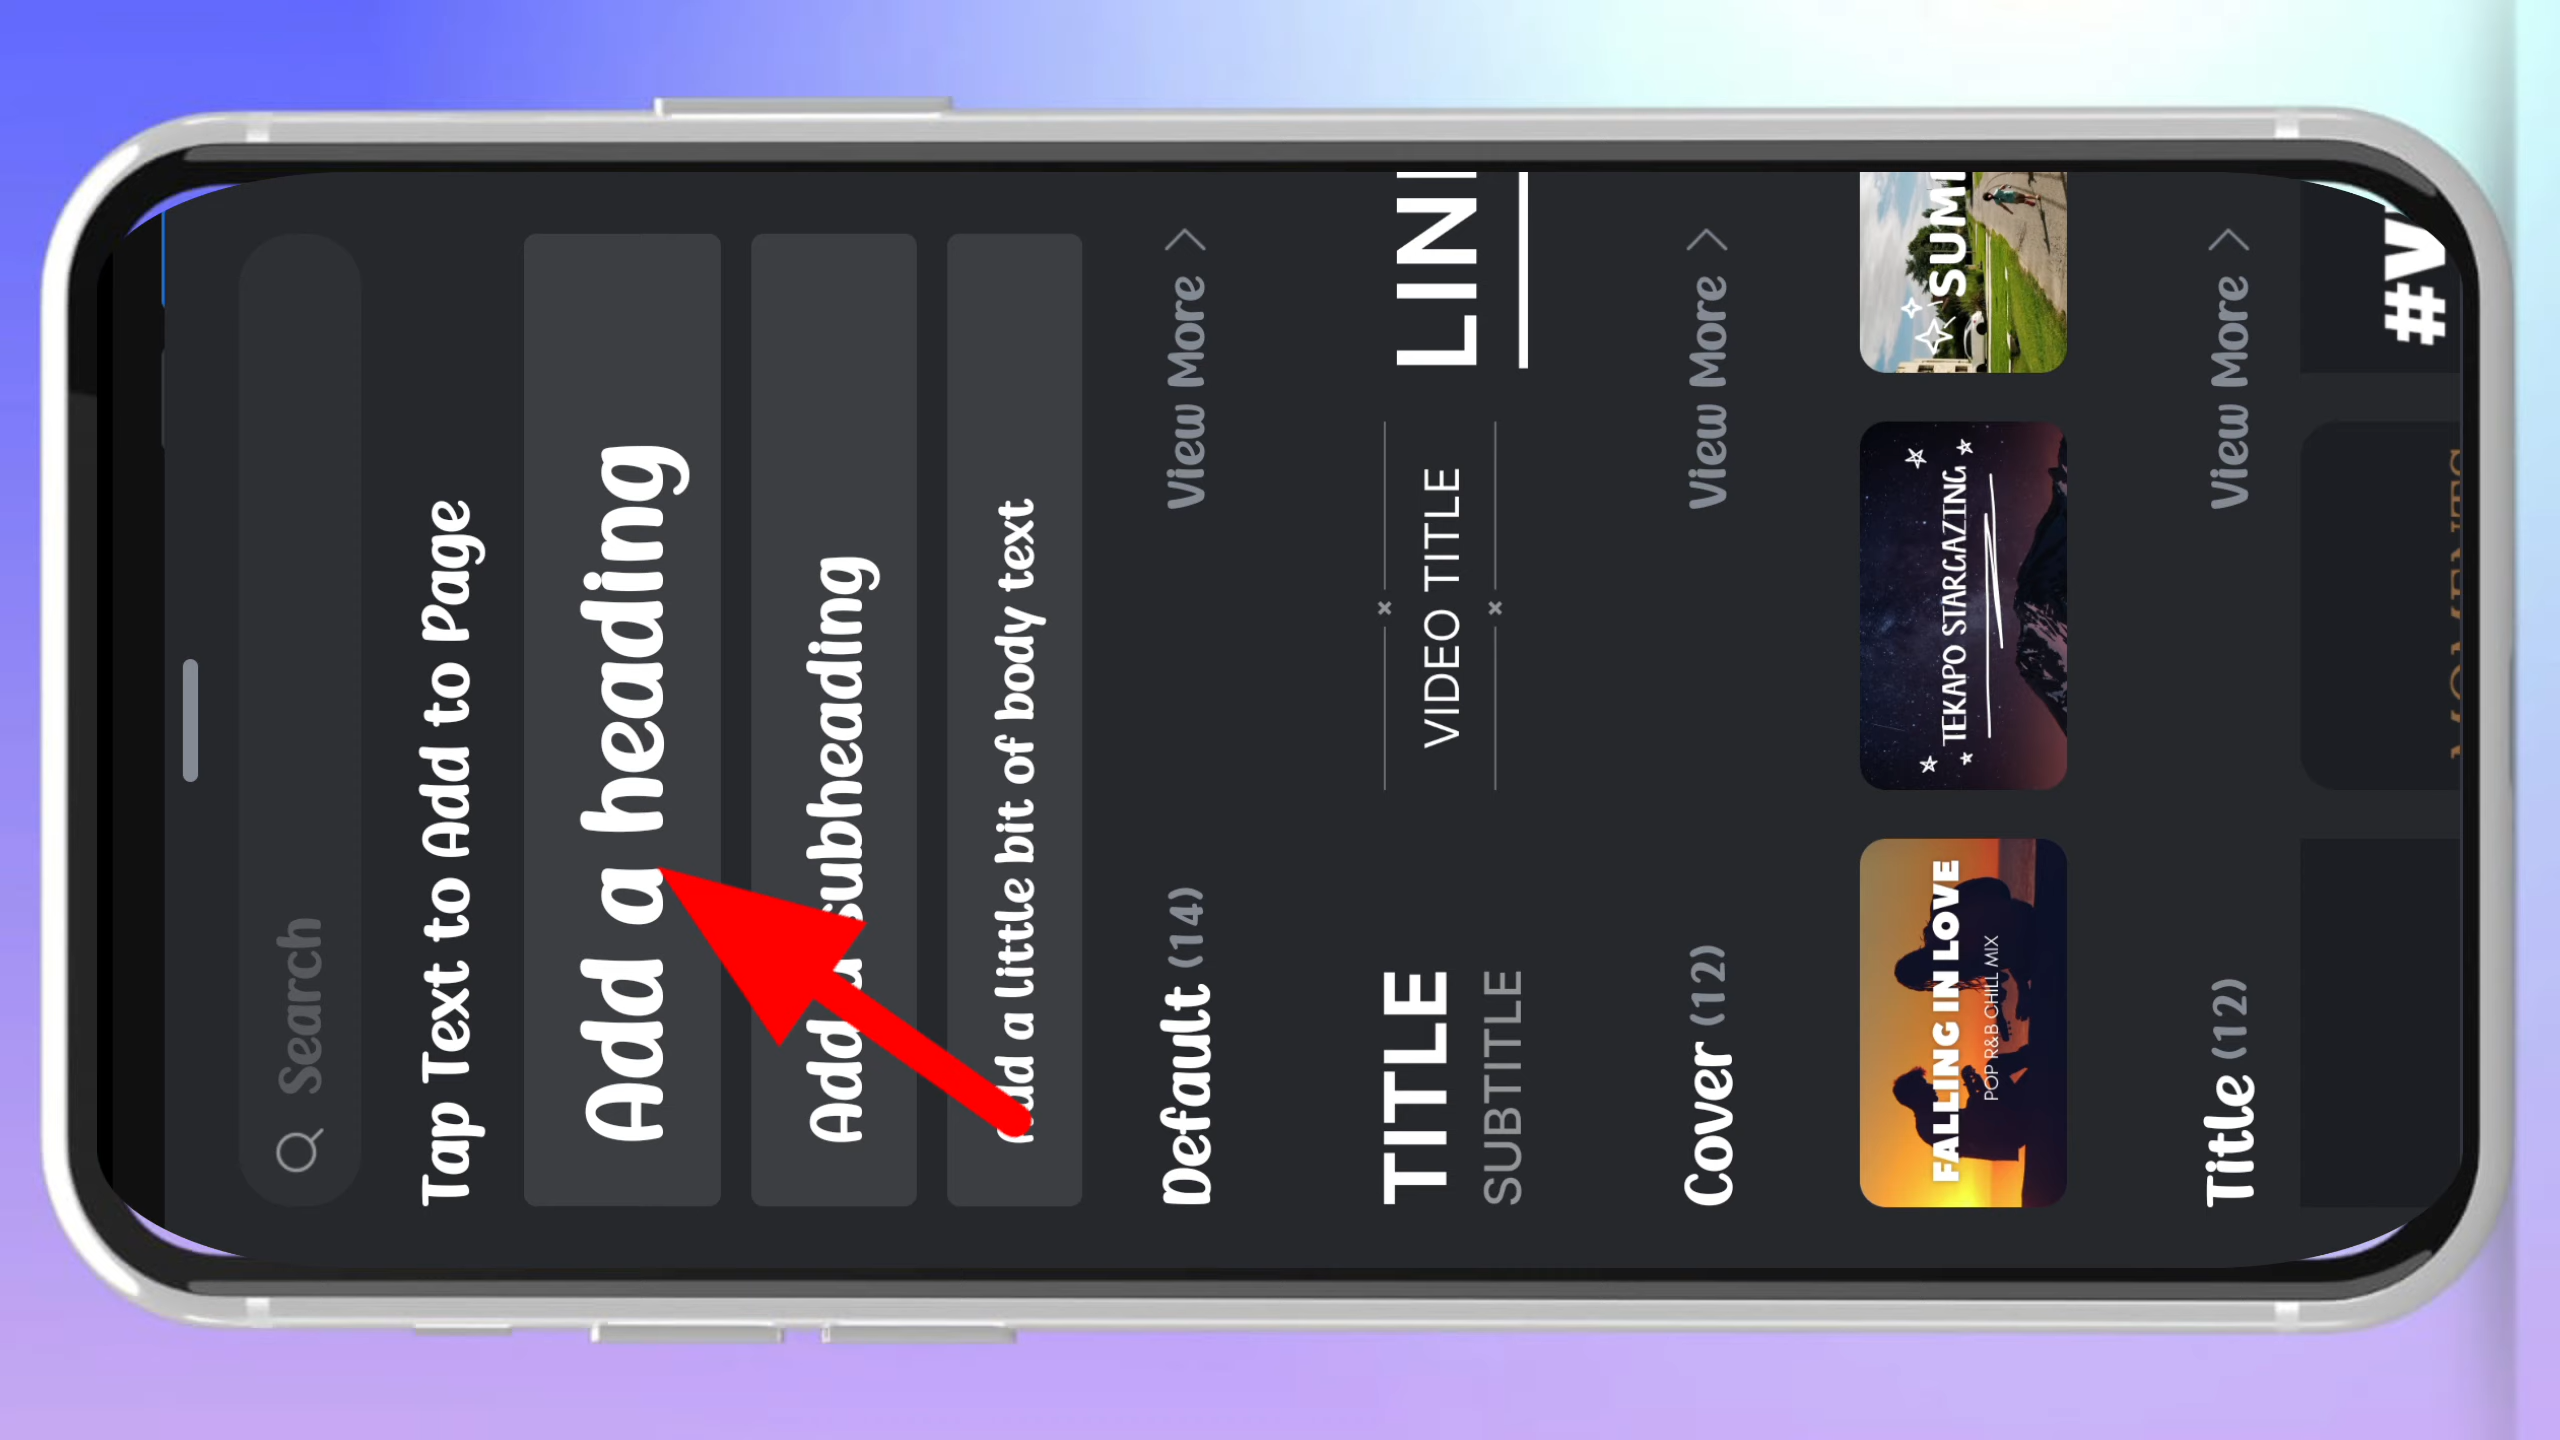 Search
Tap Text to Add to Page
Add a heading
Add a subheading
Add a little bit of body text
Default (14)
View More
TITLE
SUBTITLE
VIDEO TITLE
Cover (12)
View More
FALLING IN LOVE
POP R&B CHILL MIX
TEKAPO STARGAZING
Title (12)
View More